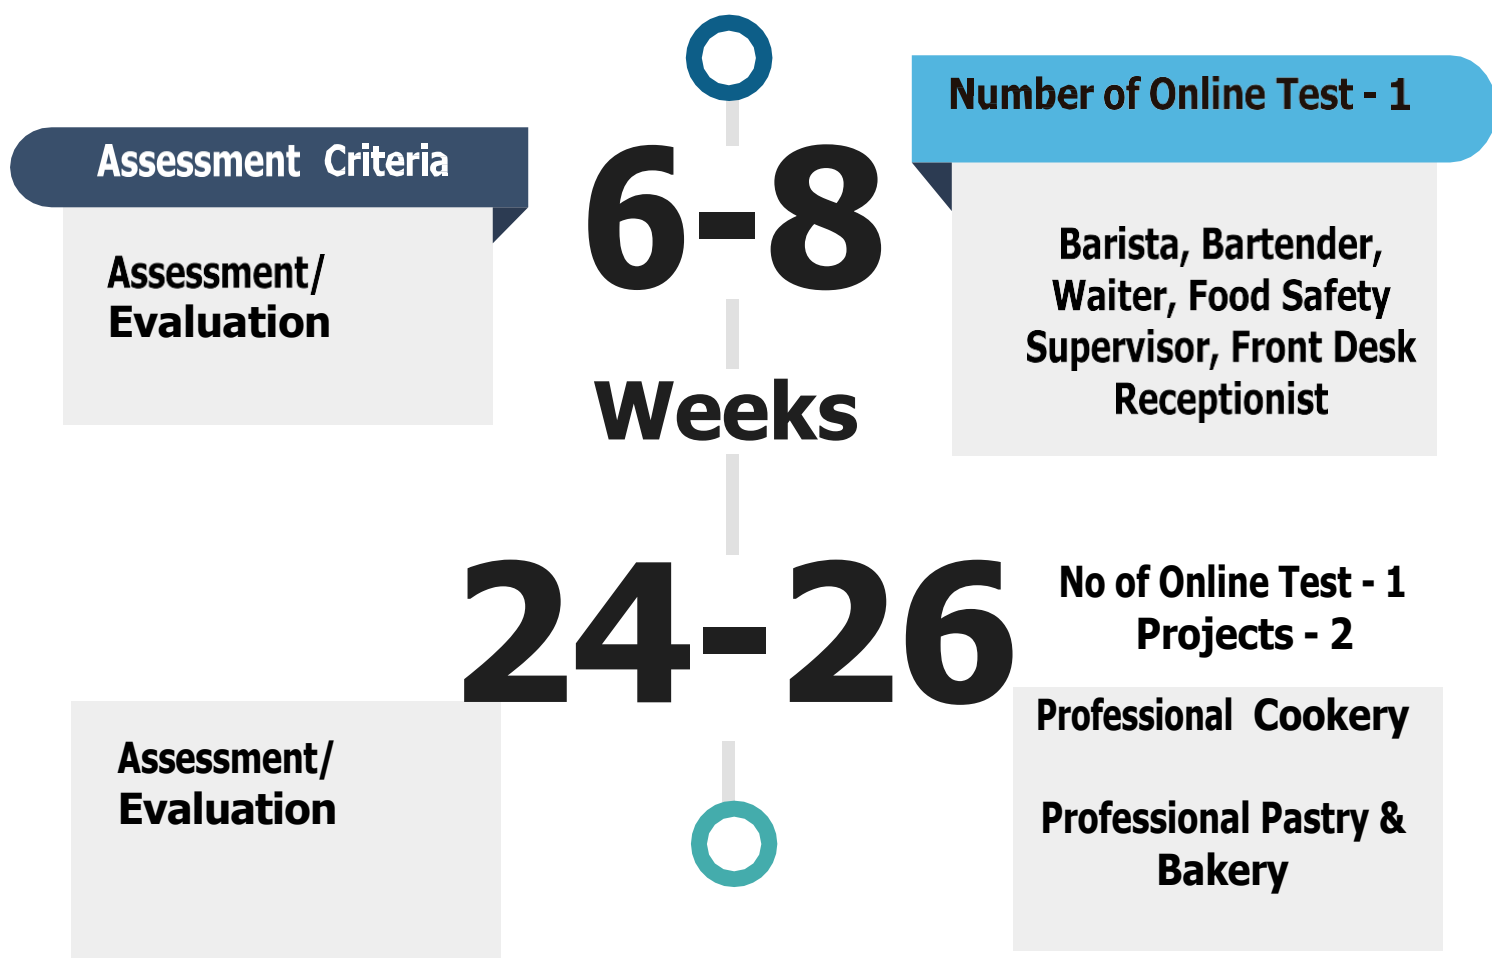 Number of Online Test - 1
Assessment Criteria
6-8
Assessment/
Evaluation
Barista, Bartender,
Waiter, Food Safety
Supervisor, Front Desk
Receptionist
Weeks
24-26
No of Online Test - 1
Projects - 2
Assessment/
Evaluation
Professional Cookery
Professional Pastry &
Bakery